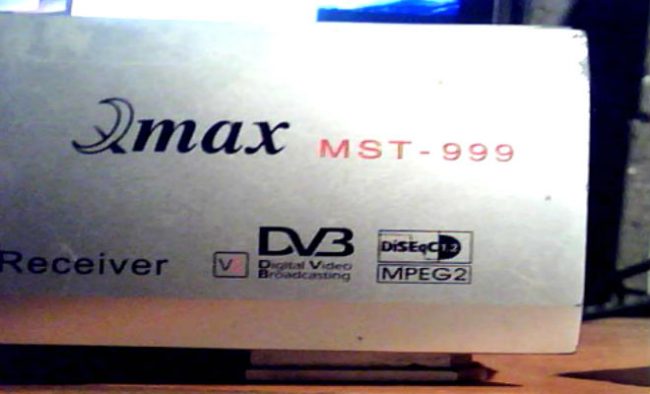 Qmax MST-999
Receiver
DVB
Digital Video
Broadcasting
DiSEqC 1.2
MPEG2